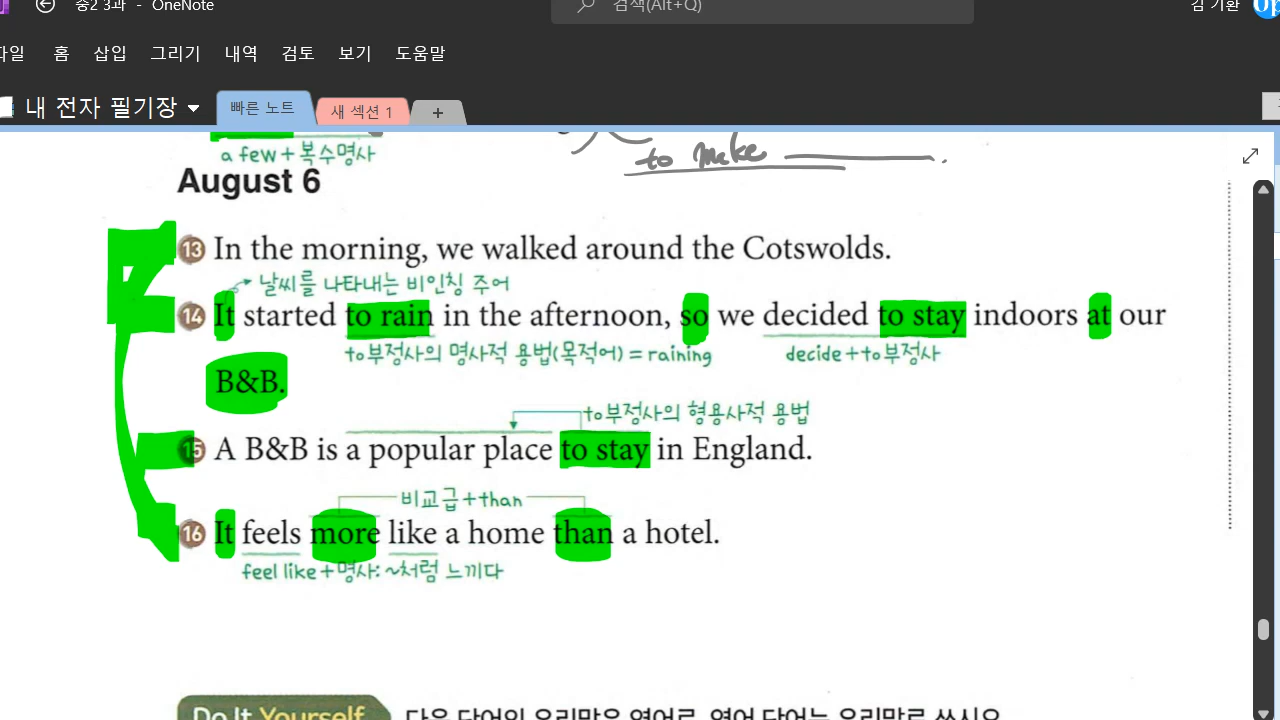 중2 3과 - OneNote
검색(Alt+Q)
김 기환
파일 홈 삽입 그리기 내역 검토 보기 도움말
내 전자 필기장 빠른 노트 새 섹션 1 +
a few+복수명사
to make
August 6
13 In the morning, we walked around the Cotswolds.
날씨를 나타내는 비인칭 주어
14 It started to rain in the afternoon, so we decided to stay indoors at our
to부정사의 명사적 용법(목적어) = raining decide+to부정사
B&B.
to부정사의 형용사적 용법
15 A B&B is a popular place to stay in England.
비교급+than
16 It feels more like a home than a hotel.
feel like+명사: ~처럼 느끼다
Do It Yourself 다음 단어의 우리말은 영어로, 영어 단어는 우리말로 쓰시오